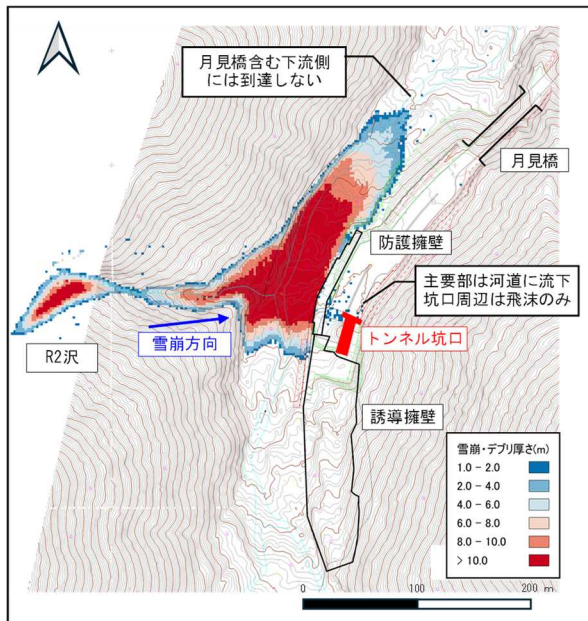 月見橋含む下流側
には到達しない
月見橋
防護擁壁
主要部は河道に流下
坑口周辺は飛沫のみ
R2沢
雪崩方向
トンネル坑口
誘導擁壁
雪崩・デブリ厚さ(m)
1.0 - 2.0
2.0 - 4.0
4.0 - 6.0
6.0 - 8.0
8.0 - 10.0
> 10.0
0 100 200 m